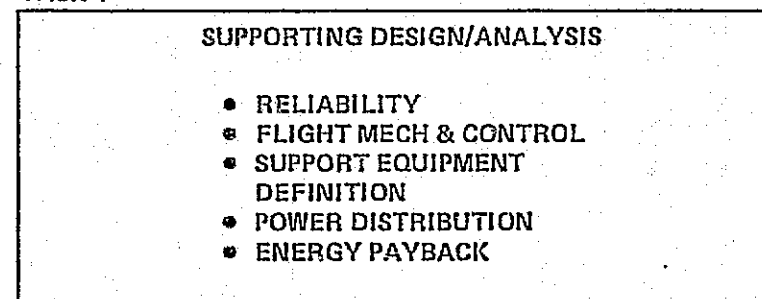 SUPPORTING DESIGN/ANALYSIS
• RELIABILITY
• FLIGHT MECH & CONTROL
• SUPPORT EQUIPMENT
DEFINITION
• POWER DISTRIBUTION
• ENERGY PAYBACK